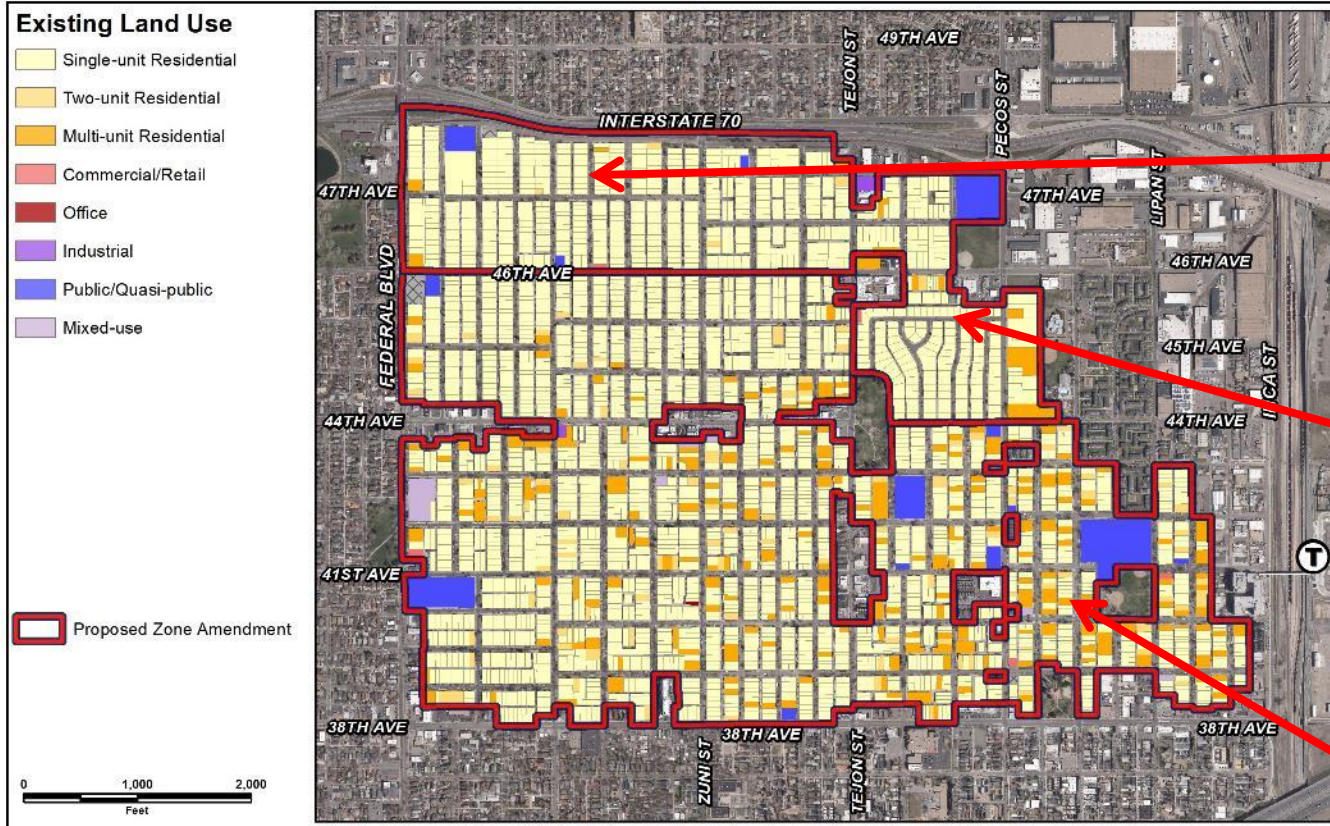 Existing Land Use
Single-unit Residential
Two-unit Residential
Multi-unit Residential
Commercial/Retail
Office
Industrial
Public/Quasi-public
Mixed-use
Proposed Zone Amendment
0 1,000 2,000
Feet
49TH AVE
TEJON ST
PECOS ST
INTERSTATE 70
LIPAN ST
47TH AVE
47TH AVE
46TH AVE
46TH AVE
FEDERAL BLVD
45TH AVE
INCA ST
44TH AVE
44TH AVE
41ST AVE
T
38TH AVE
38TH AVE
38TH AVE
ZUNI ST
TEJON ST